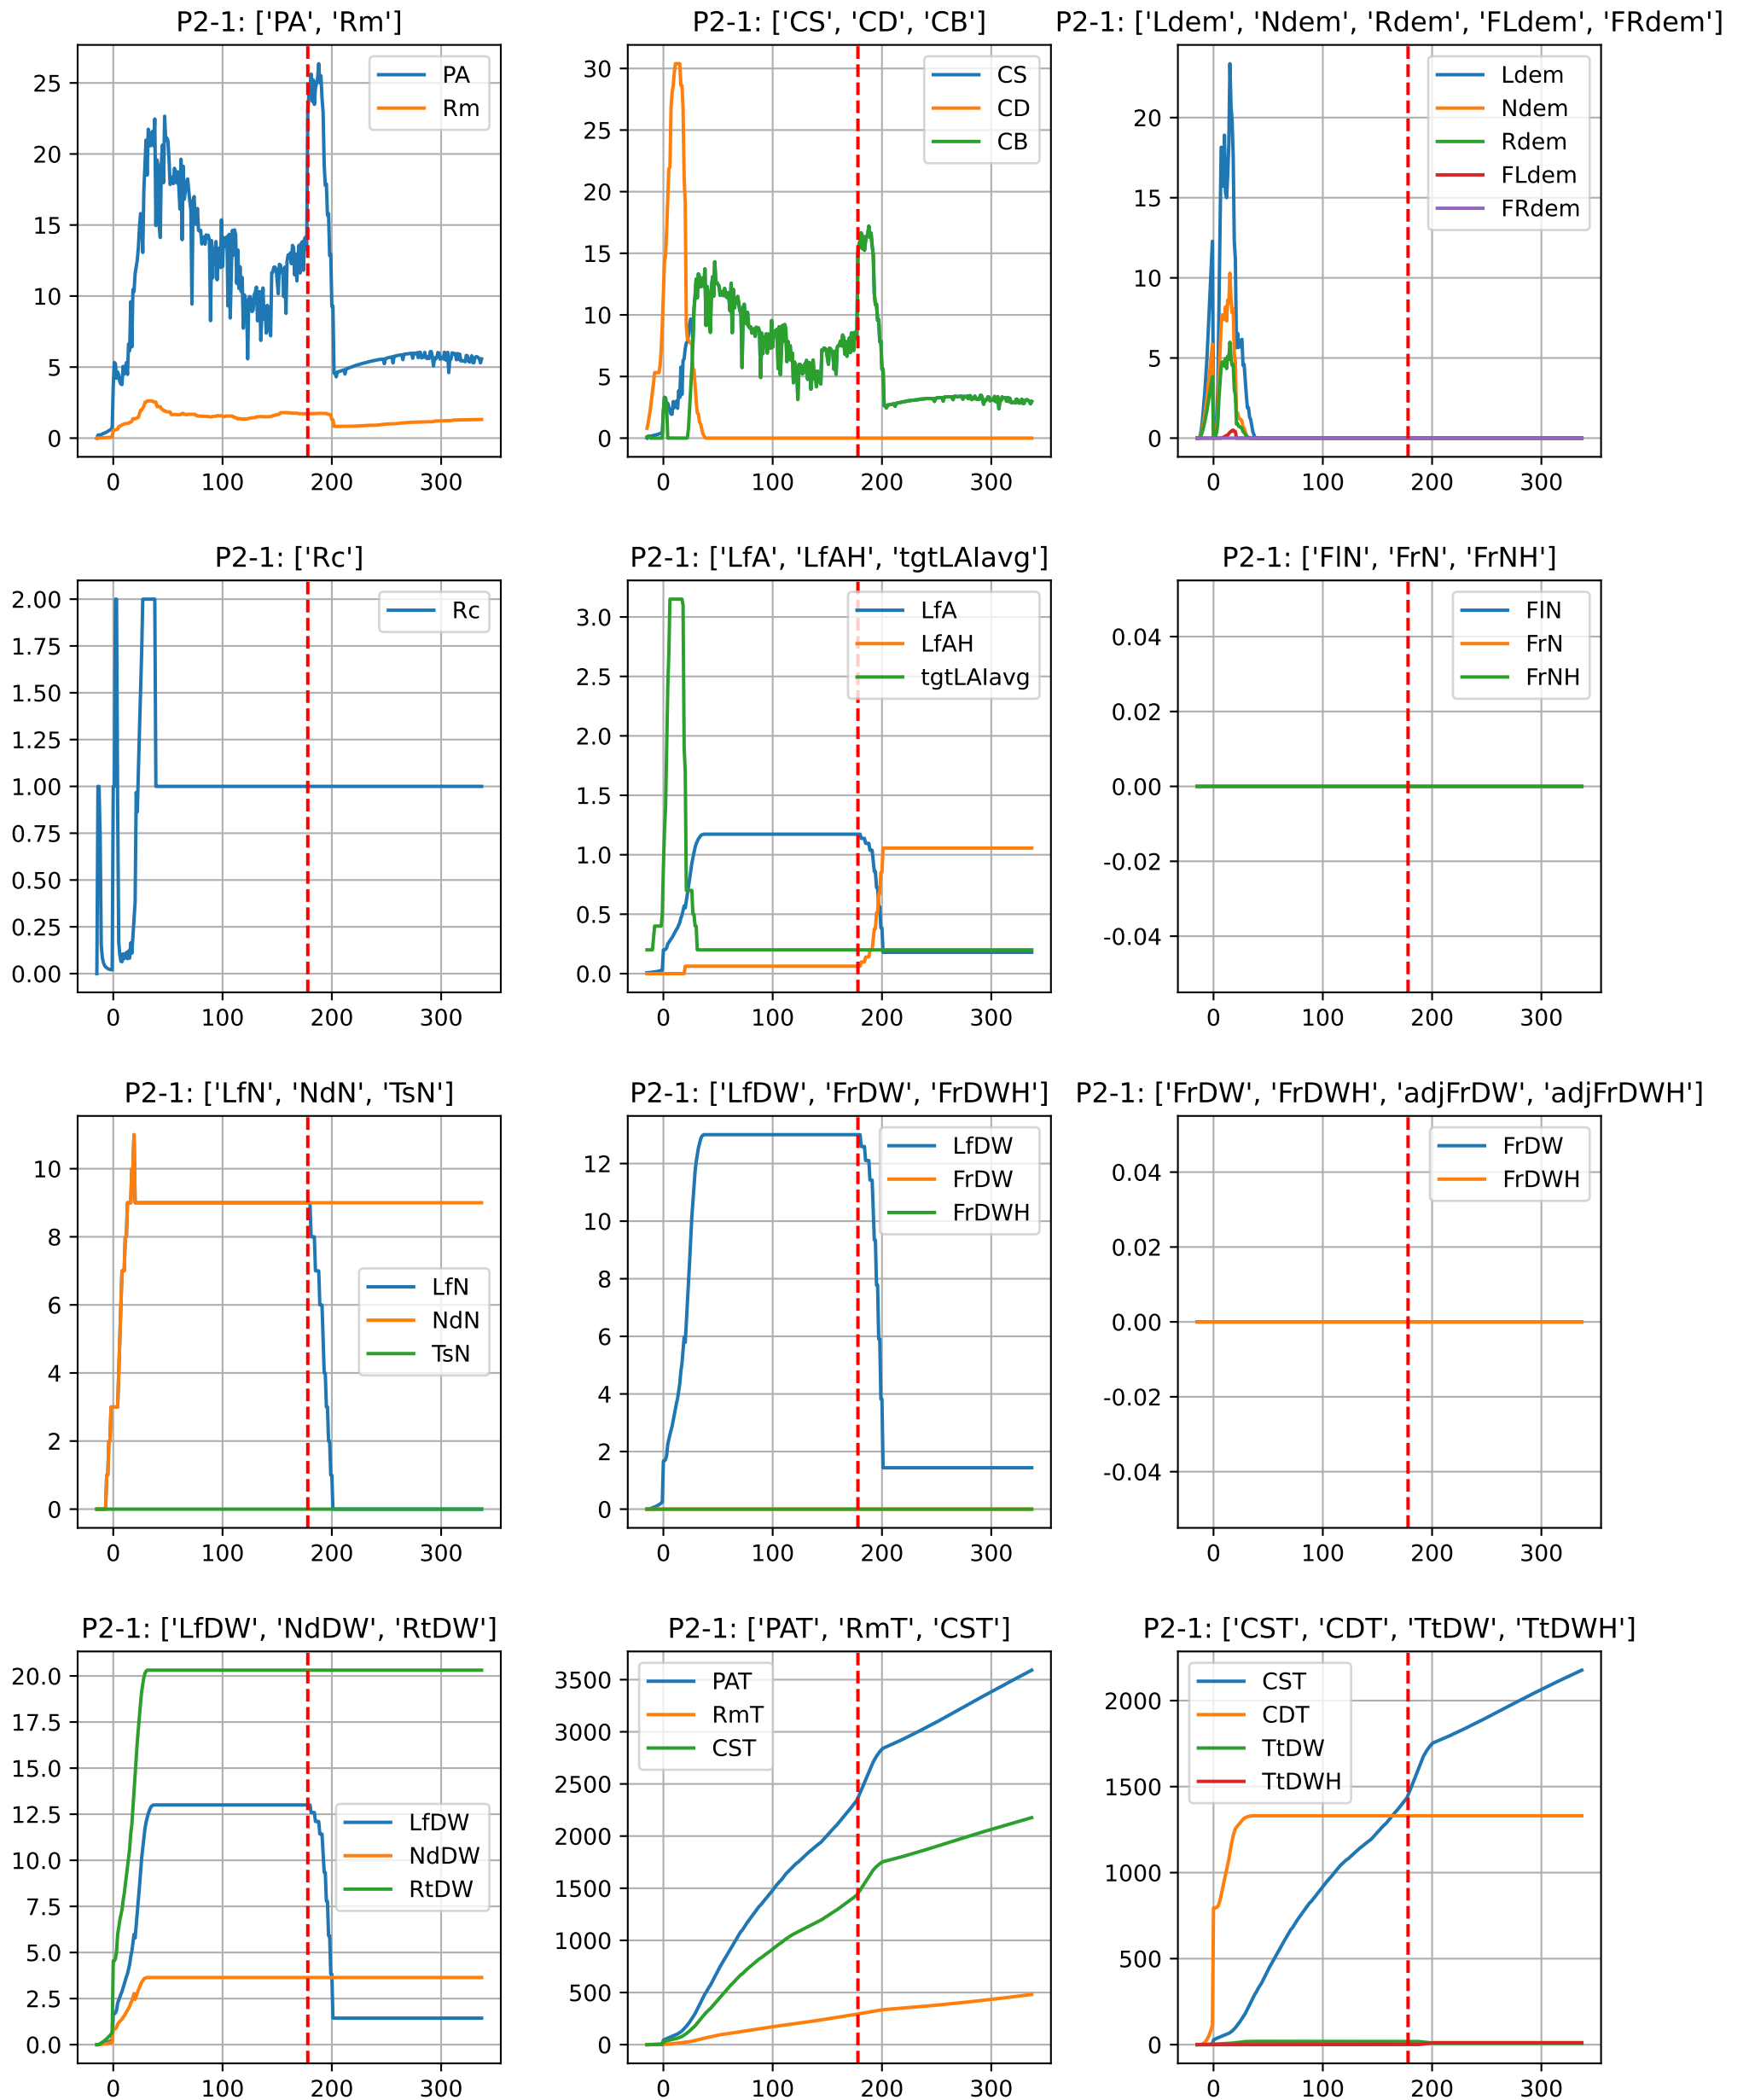 P2-1: ['PA', 'Rm']
PA
Rm
25
20
15
10
5
0
0 100 200 300
P2-1: ['CS', 'CD', 'CB']
CS
CD
CB
30
25
20
15
10
5
0
0 100 200 300
P2-1: ['Ldem', 'Ndem', 'Rdem', 'FLdem', 'FRdem']
Ldem
Ndem
Rdem
FLdem
FRdem
20
15
10
5
0
0 100 200 300
P2-1: ['Rc']
Rc
2.00
1.75
1.50
1.25
1.00
0.75
0.50
0.25
0.00
0 100 200 300
P2-1: ['LfA', 'LfAH', 'tgtLAIavg']
LfA
LfAH
tgtLAIavg
3.0
2.5
2.0
1.5
1.0
0.5
0.0
0 100 200 300
P2-1: ['FlN', 'FrN', 'FrNH']
FlN
FrN
FrNH
0.04
0.02
0.00
-0.02
-0.04
0 100 200 300
P2-1: ['LfN', 'NdN', 'TsN']
LfN
NdN
TsN
10
8
6
4
2
0
0 100 200 300
P2-1: ['LfDW', 'FrDW', 'FrDWH']
LfDW
FrDW
FrDWH
12
10
8
6
4
2
0
0 100 200 300
P2-1: ['FrDW', 'FrDWH', 'adjFrDW', 'adjFrDWH']
FrDW
FrDWH
0.04
0.02
0.00
-0.02
-0.04
0 100 200 300
P2-1: ['LfDW', 'NdDW', 'RtDW']
LfDW
NdDW
RtDW
20.0
17.5
15.0
12.5
10.0
7.5
5.0
2.5
0.0
0 100 200 300
P2-1: ['PAT', 'RmT', 'CST']
PAT
RmT
CST
3500
3000
2500
2000
1500
1000
500
0
0 100 200 300
P2-1: ['CST', 'CDT', 'TtDW', 'TtDWH']
CST
CDT
TtDW
TtDWH
2000
1500
1000
500
0
0 100 200 300